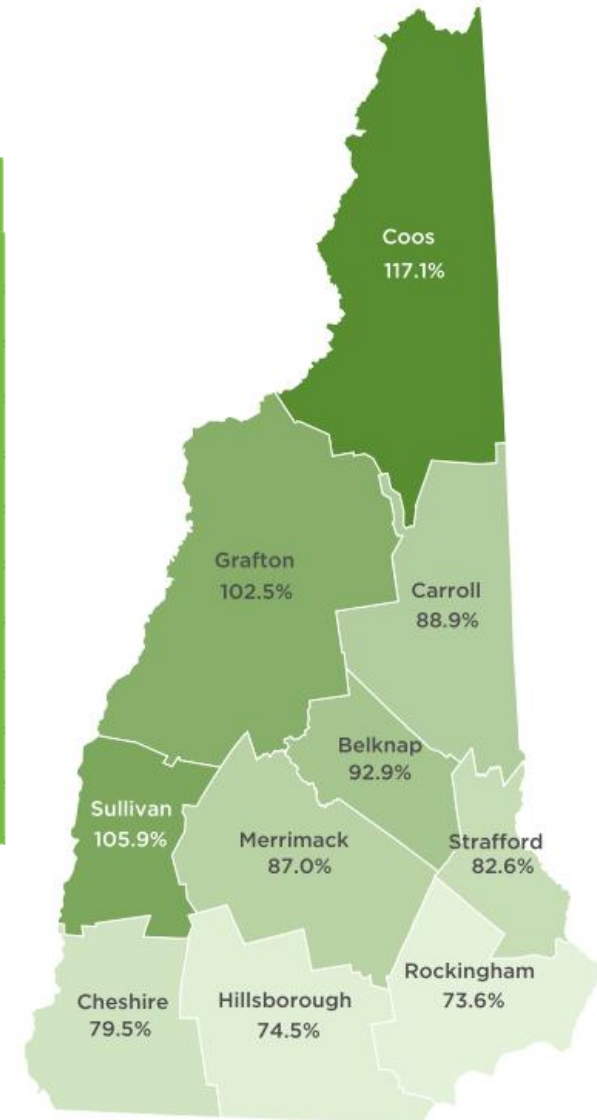 Coos
117.1%
Grafton
102.5%
Carroll
88.9%
Belknap
92.9%
Sullivan
105.9%
Merrimack
87.0%
Strafford
82.6%
Rockingham
73.6%
Cheshire
79.5%
Hillsborough
74.5%